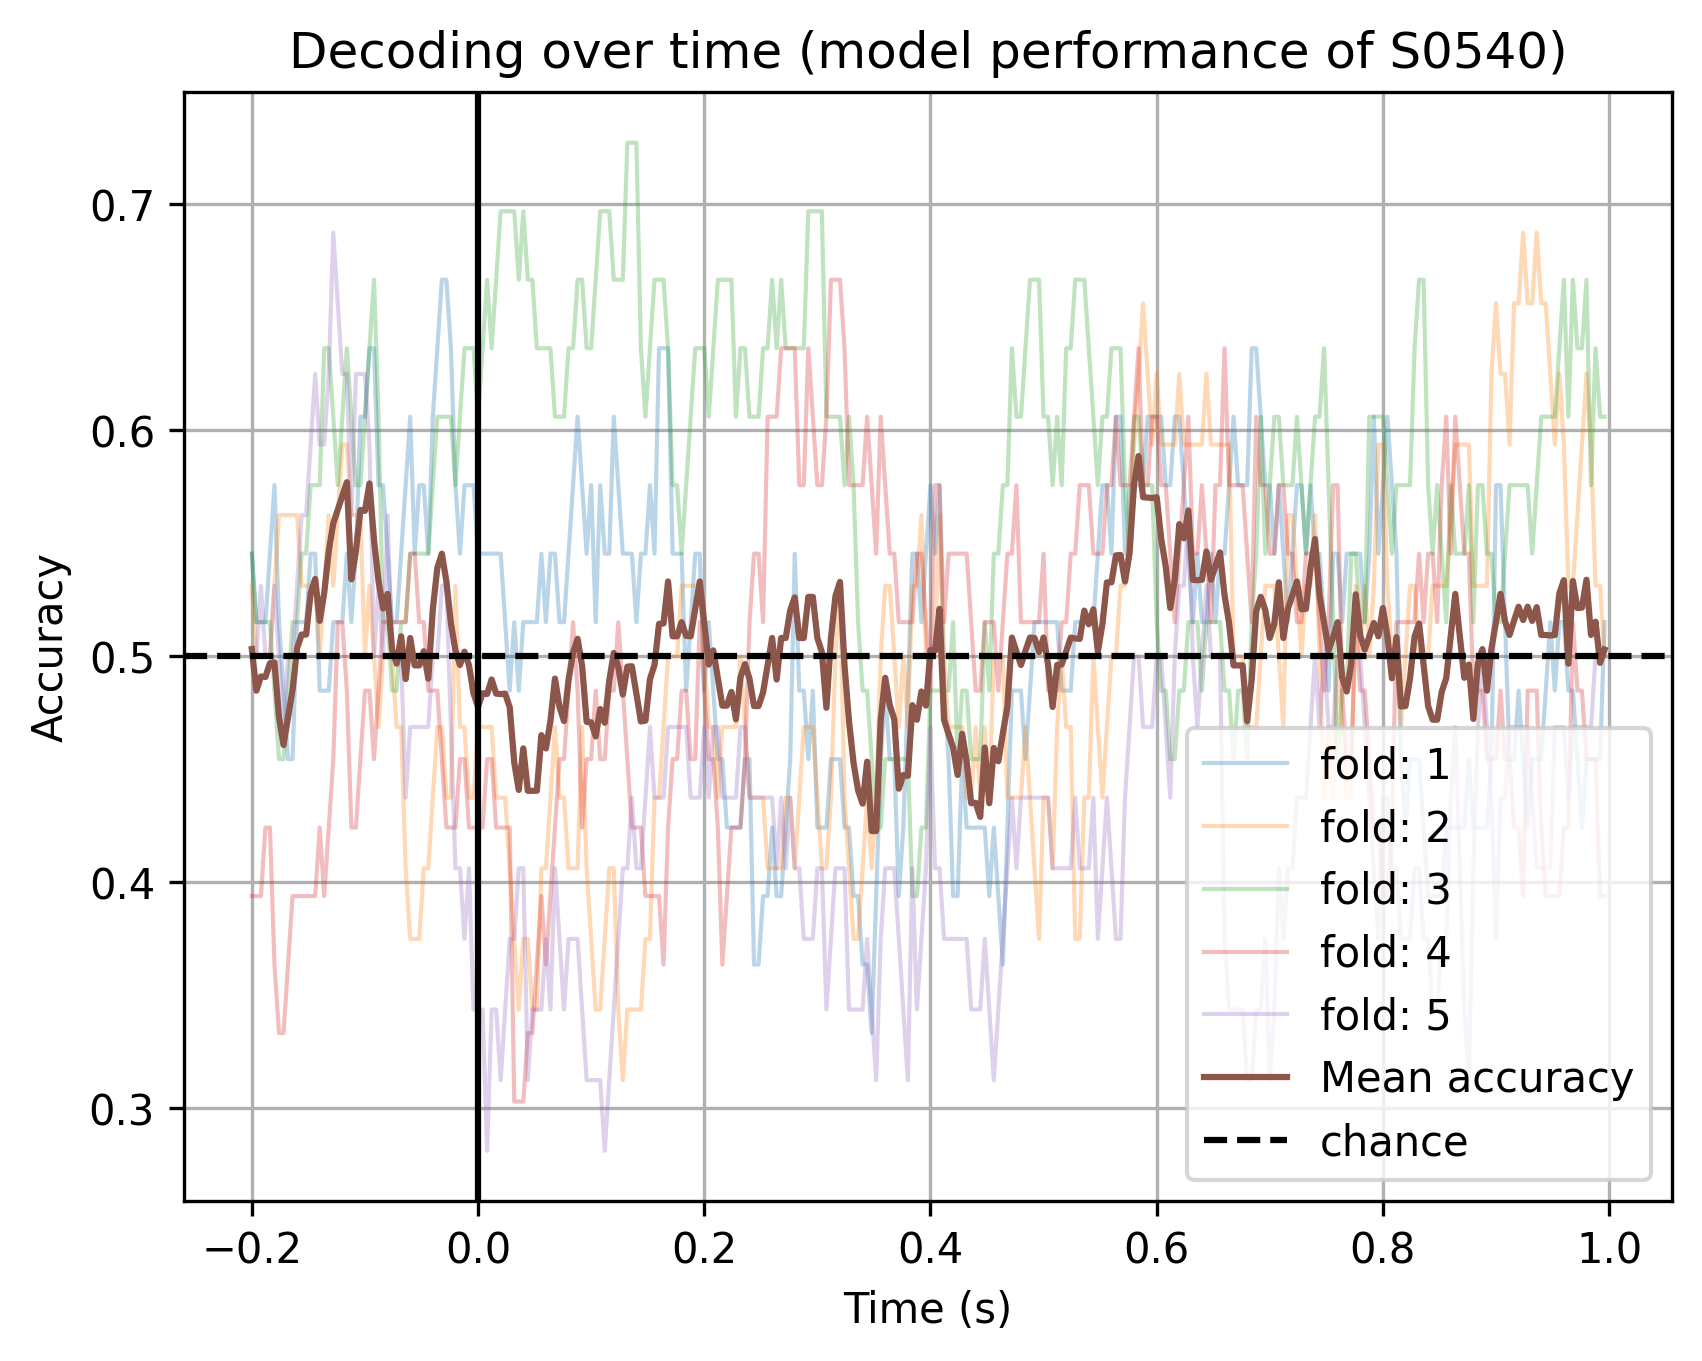 Decoding over time (model performance of S0540)
Accuracy
0.7
0.6
0.5
0.4
0.3
fold: 1
fold: 2
fold: 3
fold: 4
fold: 5
Mean accuracy
chance
−0.2 0.0 0.2 0.4 0.6 0.8 1.0
Time (s)